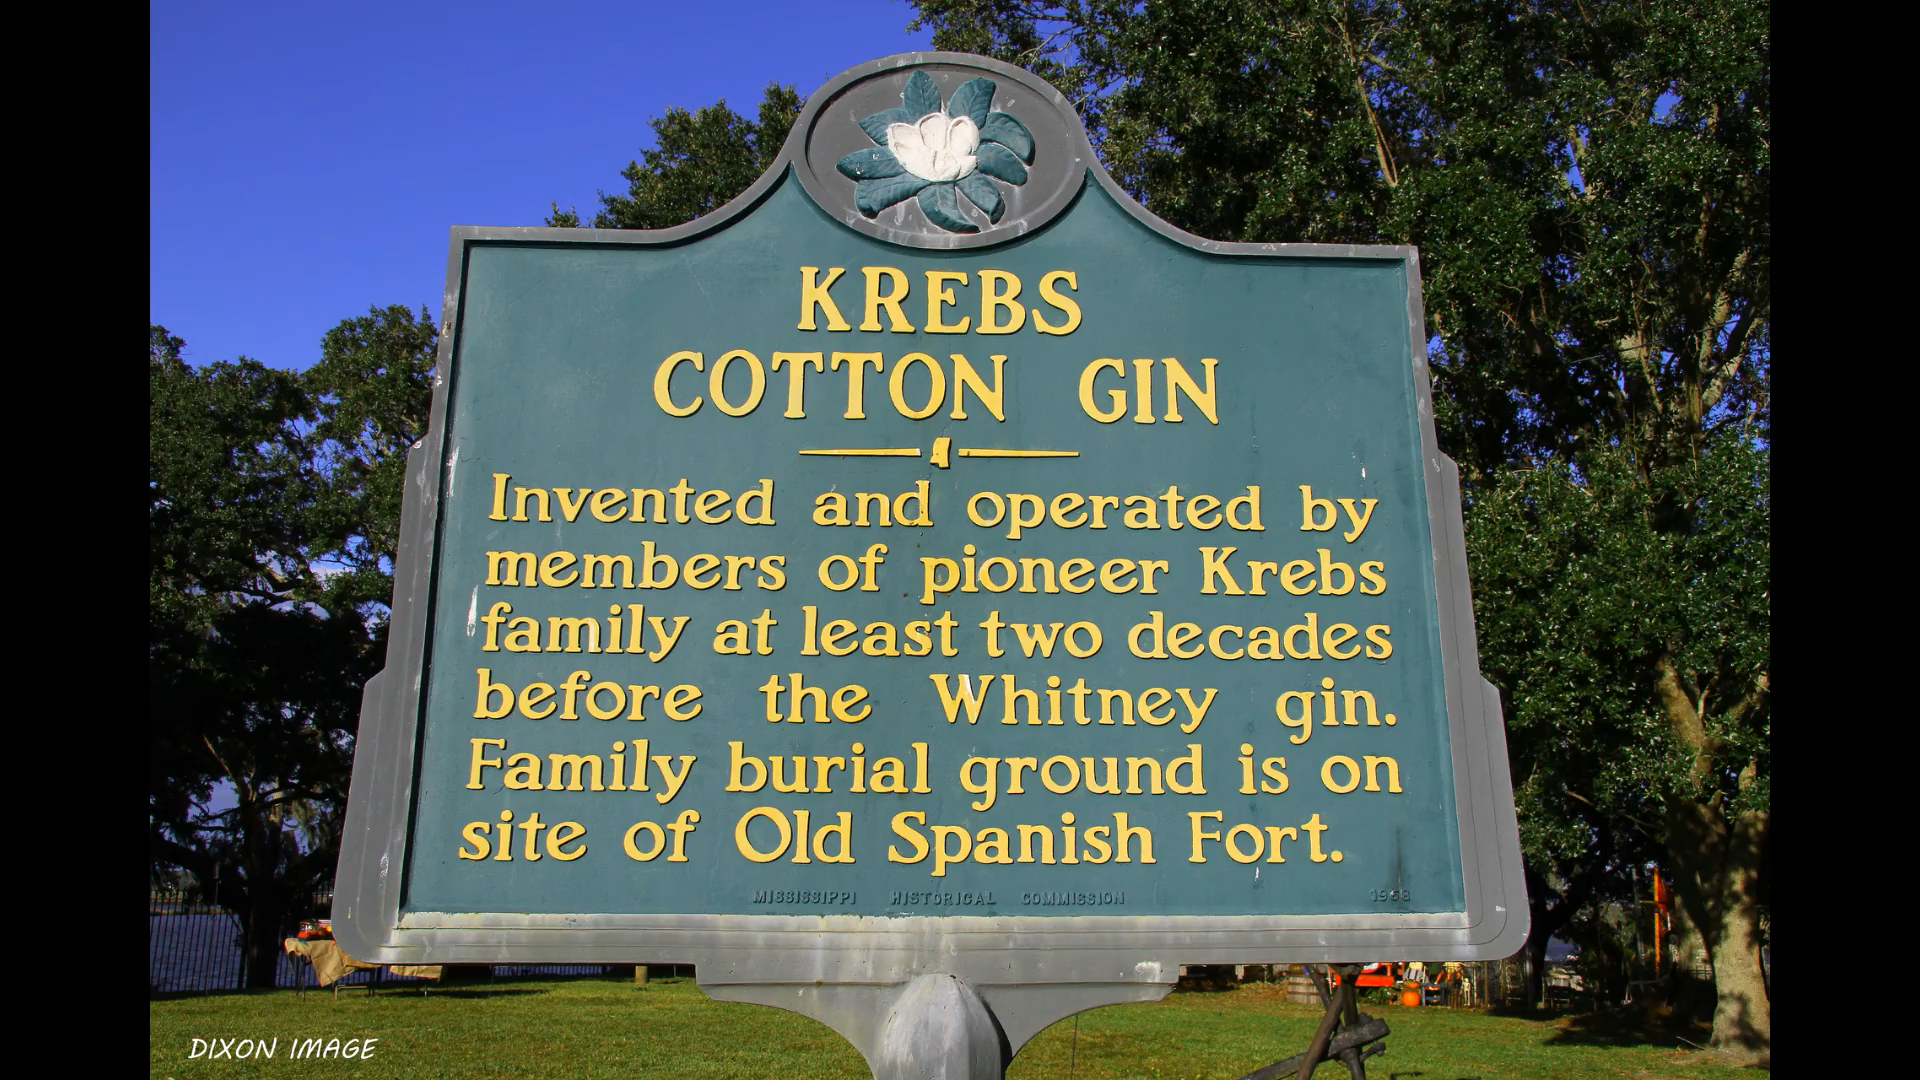 KREBS
COTTON GIN
Invented and operated by
members of pioneer Krebs
family at least two decades
before the Whitney gin.
Family burial ground is on
site of Old Spanish Fort.
MISSISSIPPI HISTORICAL COMMISSION
DIXON IMAGE